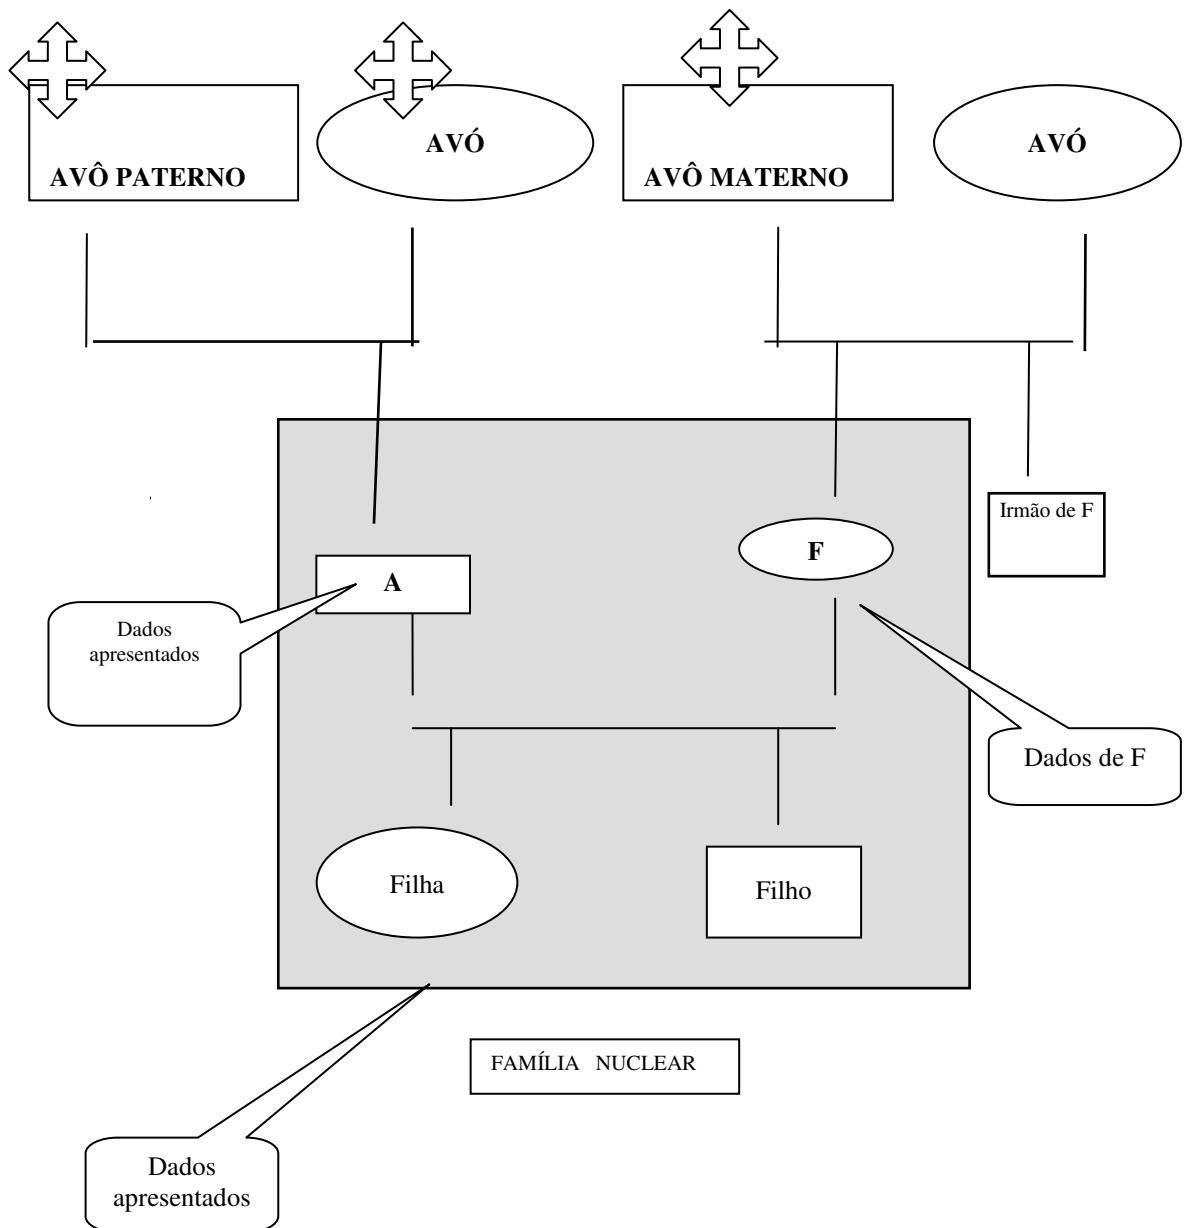 AVÔ PATERNO
AVÓ
AVÔ MATERNO
AVÓ
Irmão de F
F
A
Dados
apresentados
Dados de F
Filha
Filho
FAMÍLIA NUCLEAR
Dados
apresentados